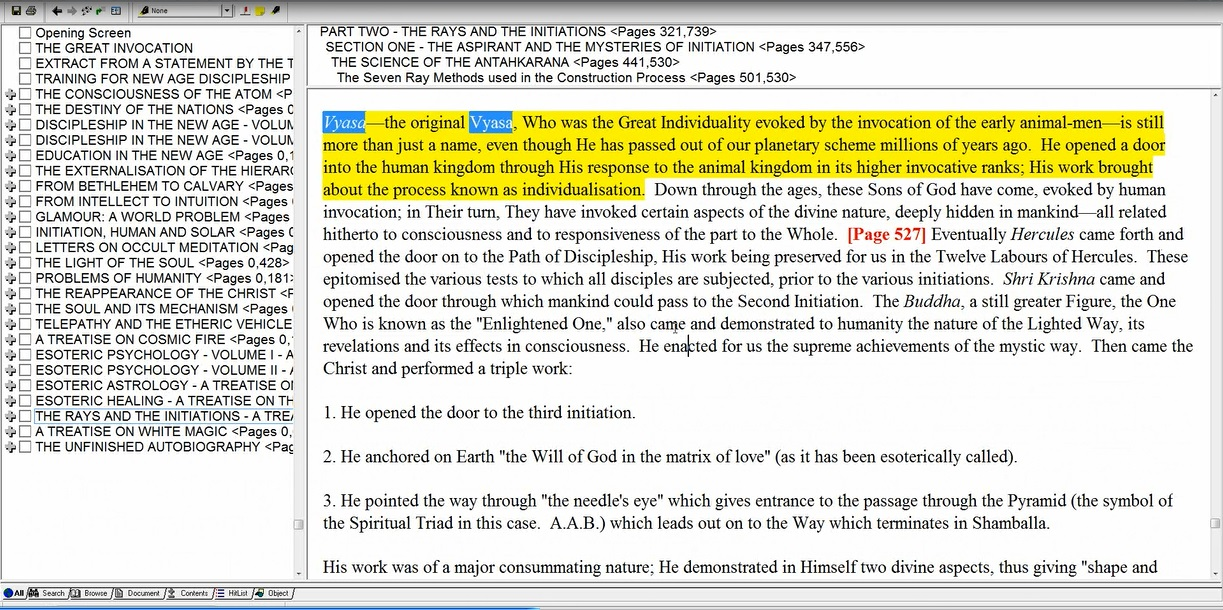 None
Opening Screen
THE GREAT INVOCATION
EXTRACT FROM A STATEMENT BY THE T
TRAINING FOR NEW AGE DISCIPLESHIP
THE CONSCIOUSNESS OF THE ATOM <P
THE DESTINY OF THE NATIONS <Pages 0
DISCIPLESHIP IN THE NEW AGE - VOLUM
DISCIPLESHIP IN THE NEW AGE - VOLUM
EDUCATION IN THE NEW AGE <Pages 0,1
THE EXTERNALISATION OF THE HIERAR
FROM BETHLEHEM TO CALVARY <Pages
FROM INTELLECT TO INTUITION <Pages
GLAMOUR: A WORLD PROBLEM <Pages
INITIATION, HUMAN AND SOLAR <Pages 0
LETTERS ON OCCULT MEDITATION <Pag
THE LIGHT OF THE SOUL <Pages 0,428>
PROBLEMS OF HUMANITY <Pages 0,181>
THE REAPPEARANCE OF THE CHRIST <F
THE SOUL AND ITS MECHANISM <Pages
TELEPATHY AND THE ETHERIC VEHICLE
A TREATISE ON COSMIC FIRE <Pages 0,
ESOTERIC PSYCHOLOGY - VOLUME I - A
ESOTERIC PSYCHOLOGY - VOLUME II - A
ESOTERIC ASTROLOGY - A TREATISE ON
ESOTERIC HEALING - A TREATISE ON TH
THE RAYS AND THE INITIATIONS - A TREA
A TREATISE ON WHITE MAGIC <Pages 0,
THE UNFINISHED AUTOBIOGRAPHY <Pag
PART TWO - THE RAYS AND THE INITIATIONS <Pages 321,739>
SECTION ONE - THE ASPIRANT AND THE MYSTERIES OF INITIATION <Pages 347,556>
THE SCIENCE OF THE ANTAHKARANA <Pages 441,530>
The Seven Ray Methods used in the Construction Process <Pages 501,530>
Vyasa—the original Vyasa, Who was the Great Individuality evoked by the invocation of the early animal-men—is still
more than just a name, even though He has passed out of our planetary scheme millions of years ago. He opened a door
into the human kingdom through His response to the animal kingdom in its higher invocative ranks; His work brought
about the process known as individualisation. Down through the ages, these Sons of God have come, evoked by human
invocation; in Their turn, They have invoked certain aspects of the divine nature, deeply hidden in mankind—all related
hitherto to consciousness and to responsiveness of the part to the Whole. [Page 527] Eventually Hercules came forth and
opened the door on to the Path of Discipleship, His work being preserved for us in the Twelve Labours of Hercules. These
epitomised the various tests to which all disciples are subjected, prior to the various initiations. Shri Krishna came and
opened the door through which mankind could pass to the Second Initiation. The Buddha, a still greater Figure, the One
Who is known as the "Enlightened One," also came and demonstrated to humanity the nature of the Lighted Way, its
revelations and its effects in consciousness. He enacted for us the supreme achievements of the mystic way. Then came the
Christ and performed a triple work:
1. He opened the door to the third initiation.
2. He anchored on Earth "the Will of God in the matrix of love" (as it has been esoterically called).
3. He pointed the way through "the needle's eye" which gives entrance to the passage through the Pyramid (the symbol of
the Spiritual Triad in this case. A.A.B.) which leads out on to the Way which terminates in Shamballa.
His work was of a major consummating nature; He demonstrated in Himself two divine aspects, thus giving "shape and
All Search Browse Document Contents HitList Object